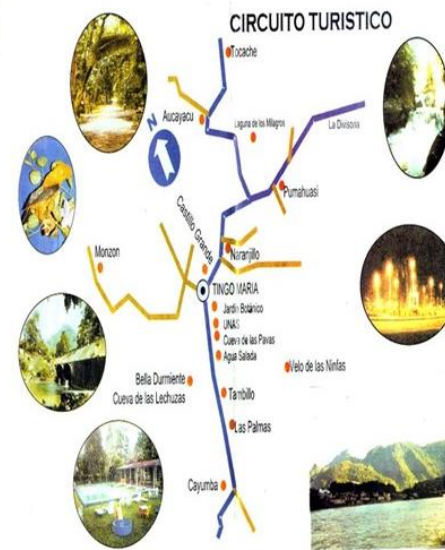 CIRCUITO TURISTICO
Tocache
Aucayacu
Laguna de los Milagros
La Divisoria
N
Pumahuasi
Castillo Grande
Naranjillo
Monzon
TINGO MARIA
Jardin Botánico
UNAS
Cueva de las Pavas
Agua Salada
Bella Durmiente
Cueva de las Lechuzas
Velo de las Ninfas
Tambillo
Las Palmas
Cayumba